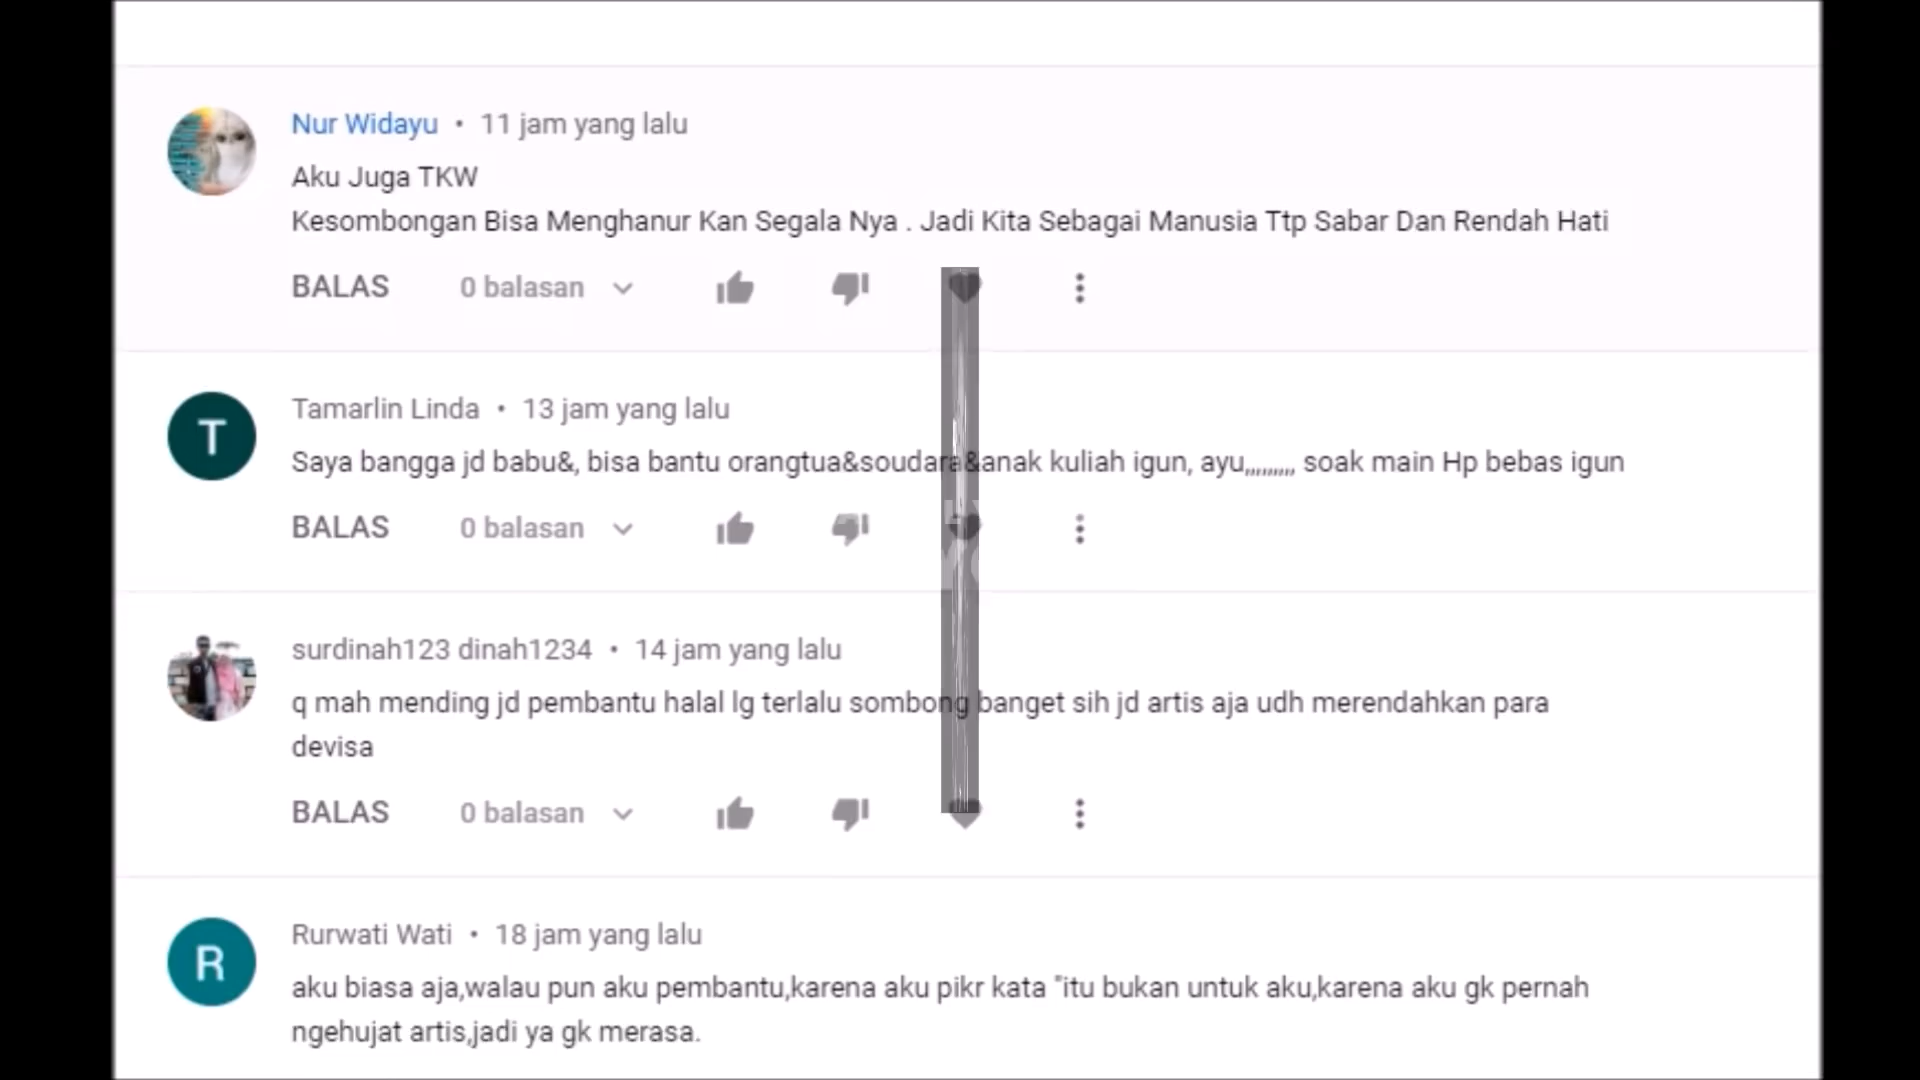 Nur Widayu • 11 jam yang lalu
Aku Juga TKW
Kesombongan Bisa Menghanur Kan Segala Nya . Jadi Kita Sebagai Manusia Ttp Sabar Dan Rendah Hati
BALAS 0 balasan
T
Tamarlin Linda • 13 jam yang lalu
Saya bangga jd babu&, bisa bantu orangtua&soudara&anak kuliah igun, ayu,,,,,,,,, soak main Hp bebas igun
BALAS 0 balasan
surdinah123 dinah1234 • 14 jam yang lalu
q mah mending jd pembantu halal lg terlalu sombong banget sih jd artis aja udh merendahkan para
devisa
BALAS 0 balasan
R
Rurwati Wati • 18 jam yang lalu
aku biasa aja,walau pun aku pembantu,karena aku pikr kata "itu bukan untuk aku,karena aku gk pernah
ngehujat artis,jadi ya gk merasa.